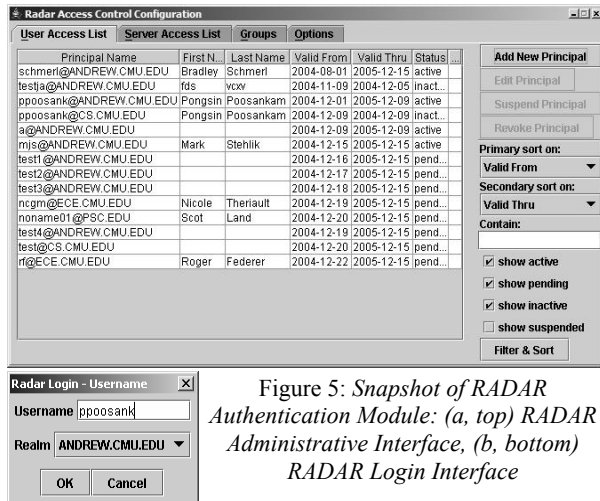 Radar Access Control Configuration
User Access List Server Access List Groups Options
Principal Name First N... Last Name Valid From Valid Thru Status ...
schmerl@ANDREW.CMU.EDU Bradley Schmerl 2004-08-01 2005-12-15 active
testja@ANDREW.CMU.EDU fds vcxv 2004-11-09 2004-12-05 inact...
ppoosank@ANDREW.CMU.EDU Pongsin Poosankam 2004-12-01 2005-12-09 active
ppoosank@CS.CMU.EDU Pongsin Poosankam 2004-12-09 2004-12-09 inact...
a@ANDREW.CMU.EDU 2004-12-09 2005-12-09 active
mjs@ANDREW.CMU.EDU Mark Stehlik 2004-12-15 2005-12-15 active
test1@ANDREW.CMU.EDU 2004-12-16 2005-12-15 pend...
test2@ANDREW.CMU.EDU 2004-12-17 2005-12-15 pend...
test3@ANDREW.CMU.EDU 2004-12-18 2005-12-15 pend...
ncgm@ECE.CMU.EDU Nicole Theriault 2004-12-19 2005-12-15 pend...
noname01@PSC.EDU Scot Land 2004-12-20 2005-12-15 pend...
test4@ANDREW.CMU.EDU 2004-12-19 2005-12-15 pend...
test@CS.CMU.EDU 2004-12-20 2005-12-15 pend...
rf@ECE.CMU.EDU Roger Federer 2004-12-22 2005-12-15 pend...
Add New Principal
Edit Principal
Suspend Principal
Revoke Principal
Primary sort on:
Valid From
Secondary sort on:
Valid Thru
Contain:
show active
show pending
show inactive
show suspended
Filter & Sort
Radar Login - Username
Username ppoosank
Realm ANDREW.CMU.EDU
OK Cancel
Figure 5: Snapshot of RADAR
Authentication Module: (a, top) RADAR
Administrative Interface, (b, bottom)
RADAR Login Interface